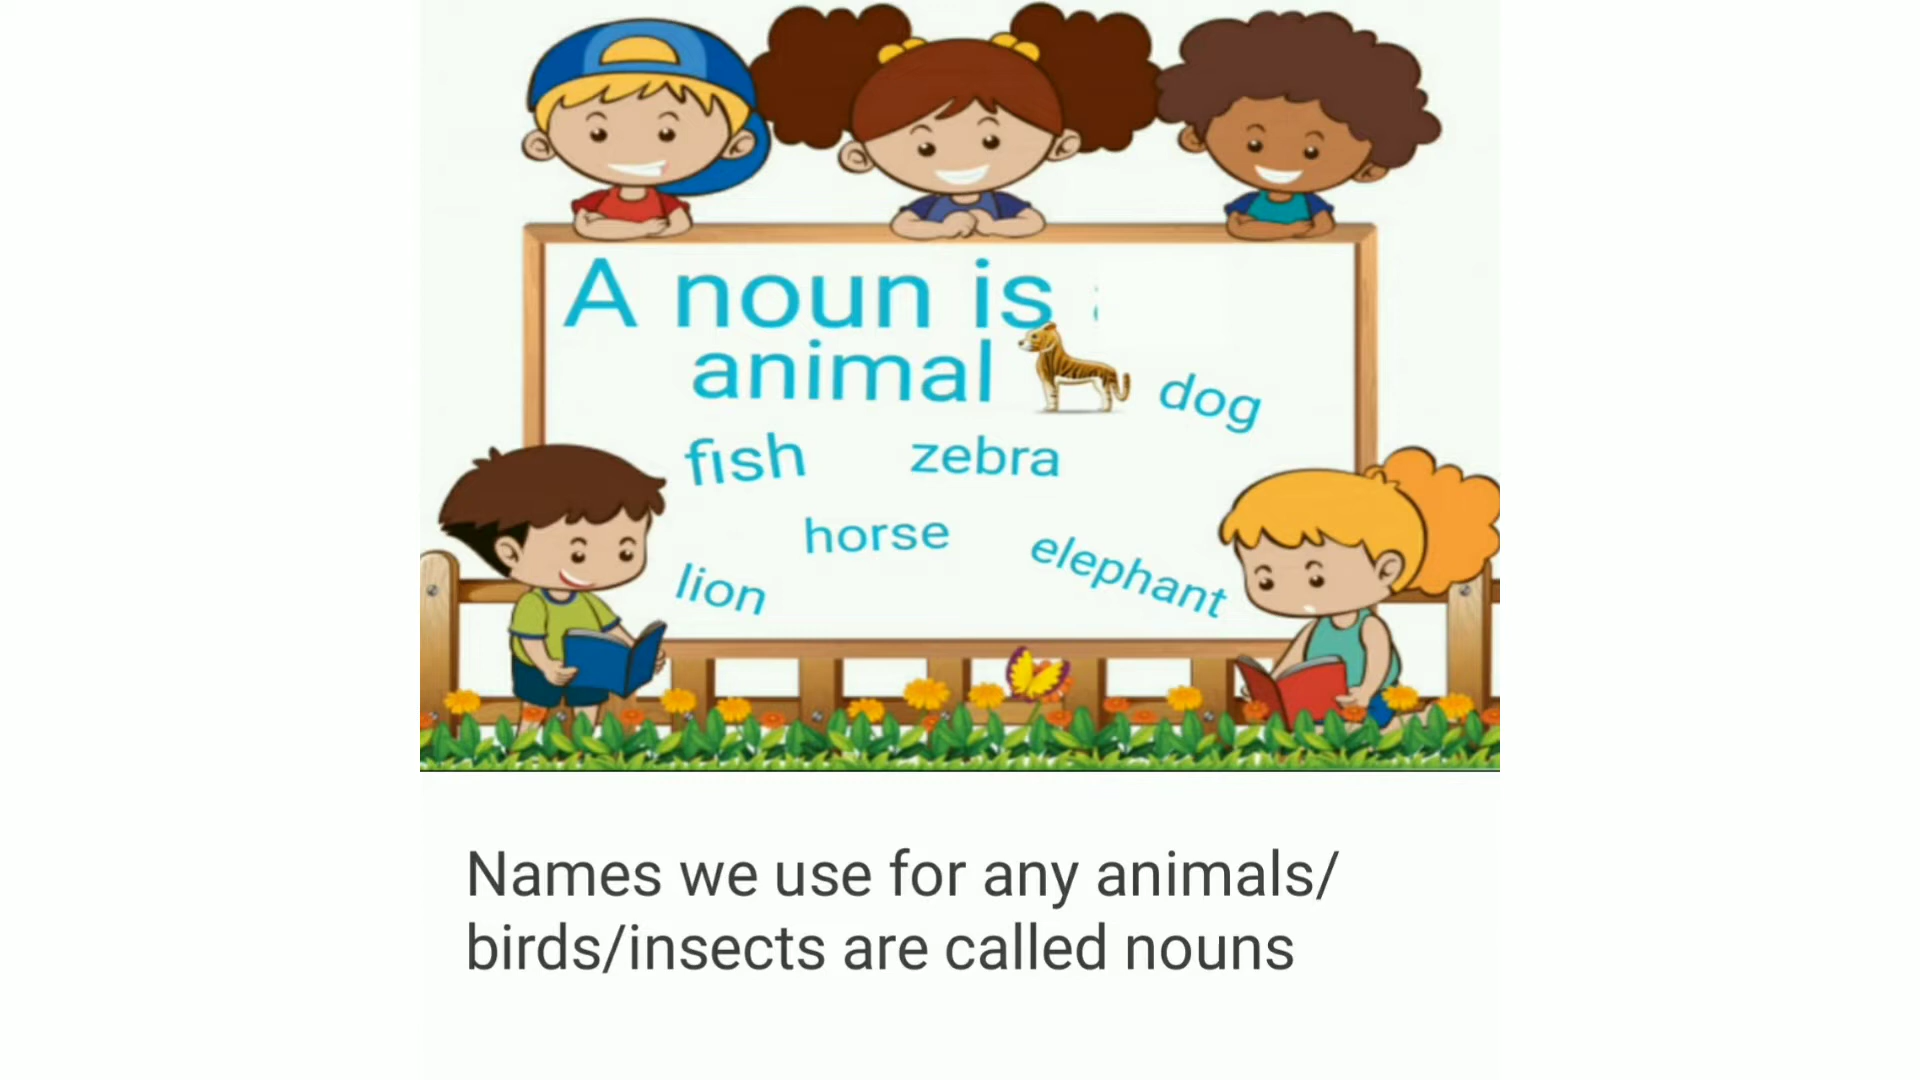 A noun is
animal
dog
fish zebra
horse
elephant
lion
Names we use for any animals/
birds/insects are called nouns